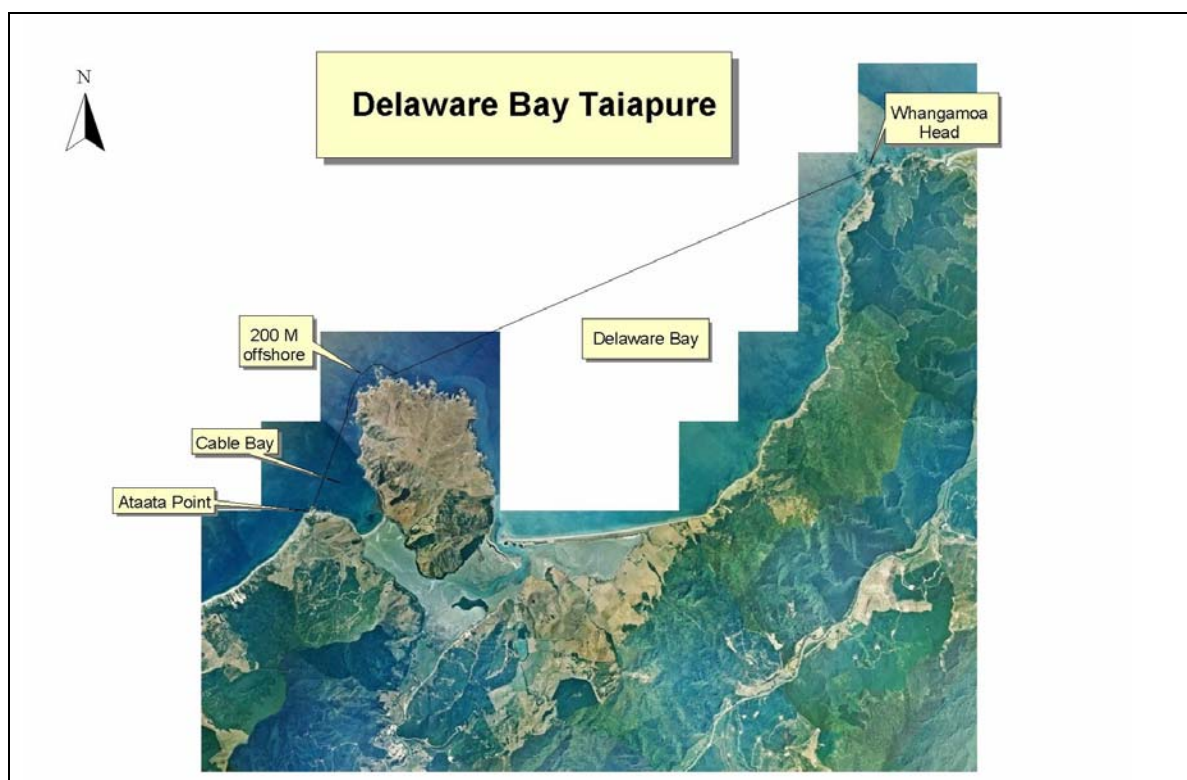 N
Delaware Bay Taiapure
Whangamoa
Head
200 M
offshore
Delaware Bay
Cable Bay
Ataata Point